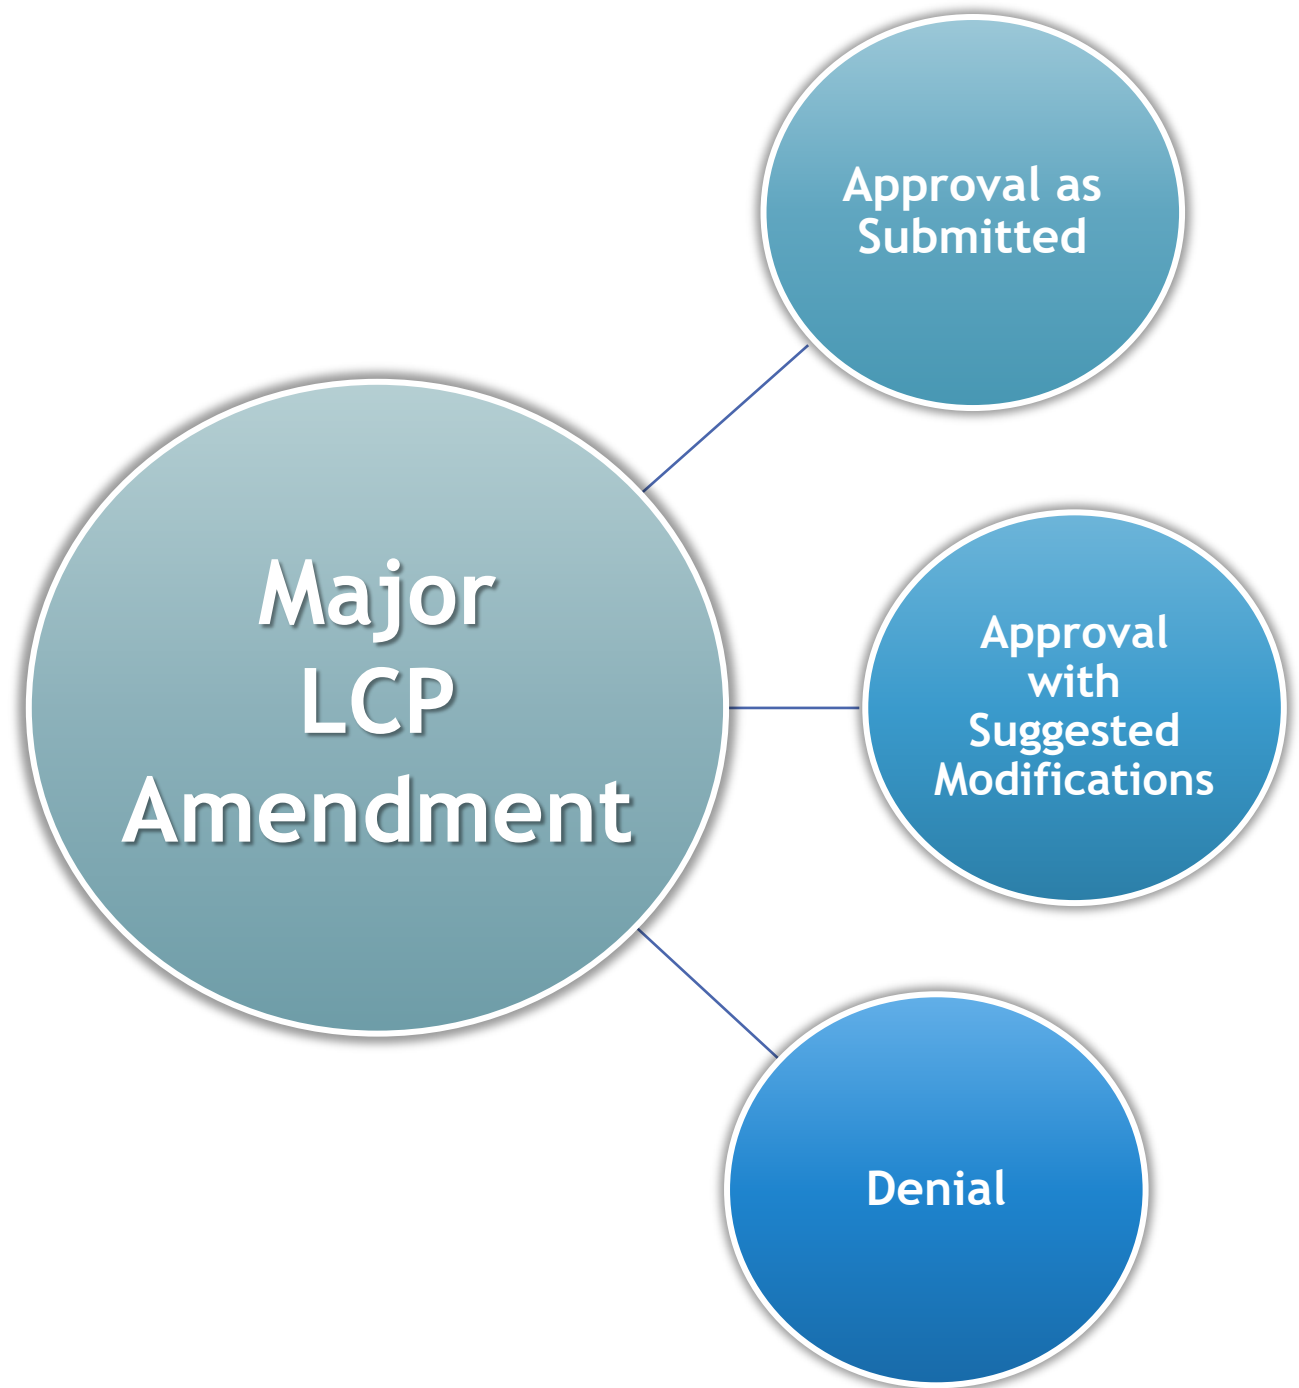 Major
LCP
Amendment
Approval as
Submitted
Approval
with
Suggested
Modifications
Denial